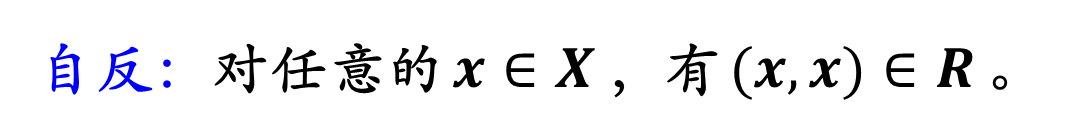 自反：对任意的 x ∈ X ，有 (x, x) ∈ R 。